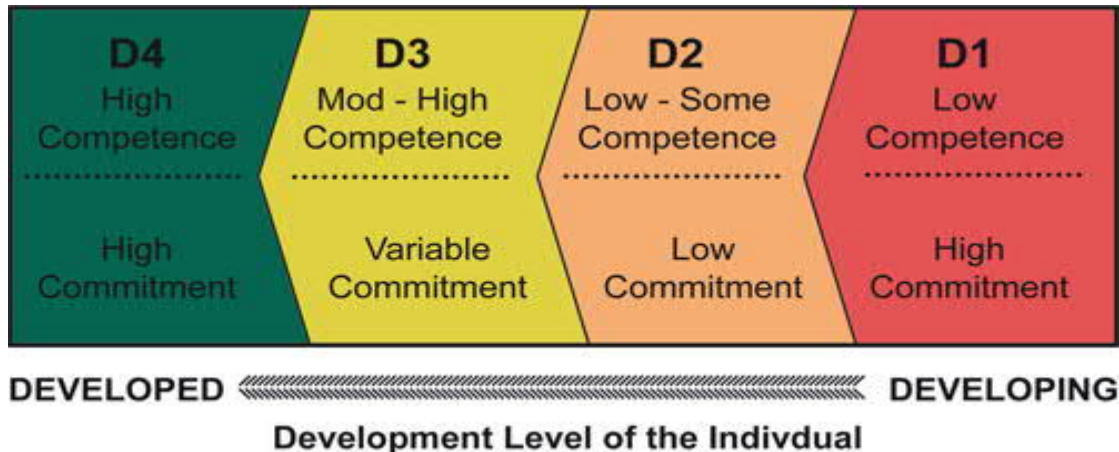 D4
High
Competence
High
Commitment
D3
Mod - High
Competence
Variable
Commitment
D2
Low - Some
Competence
Low
Commitment
D1
Low
Competence
High
Commitment
DEVELOPED
DEVELOPING
Development Level of the Indivdual